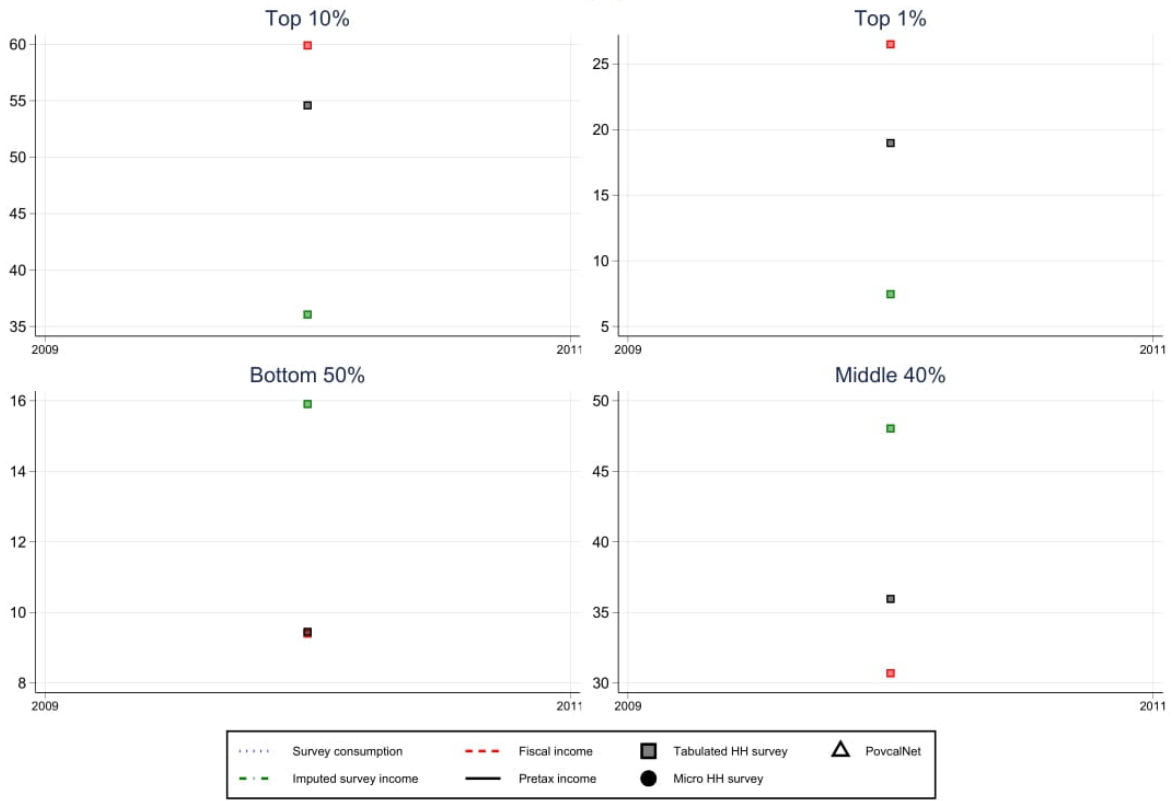 Top 10%
60
55
50
45
40
35
2009
2011
Top 1%
25
20
15
10
5
2009
2011
Bottom 50%
16
14
12
10
8
2009
2011
Middle 40%
50
45
40
35
30
2009
2011
Survey consumption
Fiscal income
Tabulated HH survey
PovcalNet
Imputed survey income
Pretax income
Micro HH survey